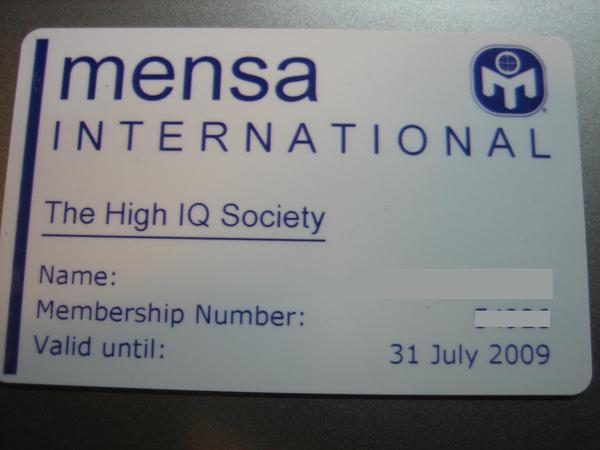 mensa
INTERNATIONAL
The High IQ Society
Name:
Membership Number:
Valid until: 31 July 2009